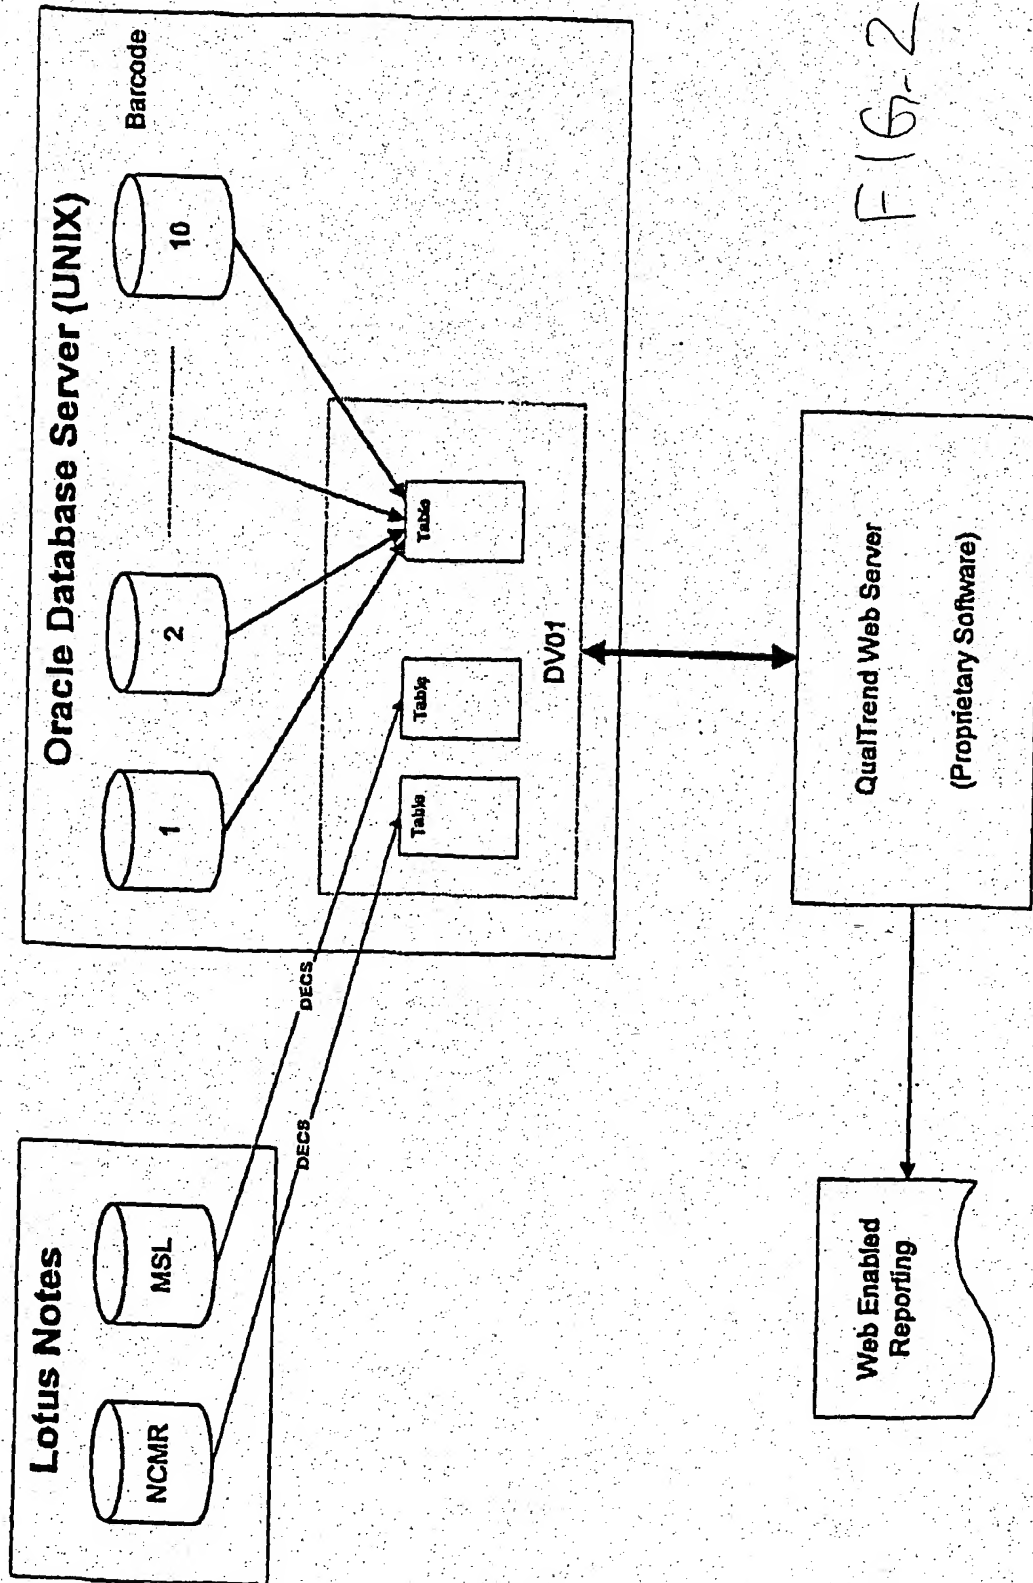 Lotus Notes
NCMR
MSL
DECS
DECS
Oracle Database Server (UNIX)
1
2
10
Barcode
Table
Table
Table
DV01
Web Enabled
Reporting
QualTrend Web Server
(Proprietary Software)
FIG-2